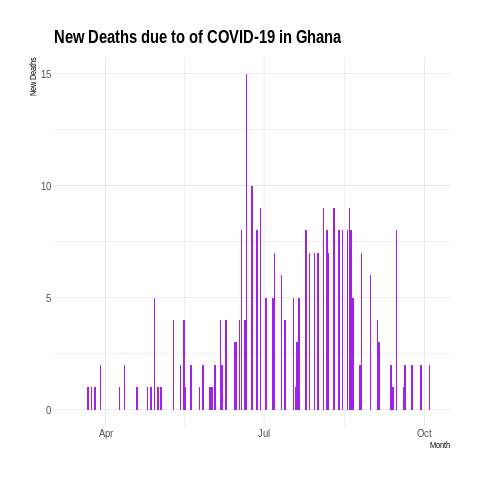 New Deaths due to of COVID-19 in Ghana
New Deaths
15
10
5
0
Apr
Jul
Oct
Month